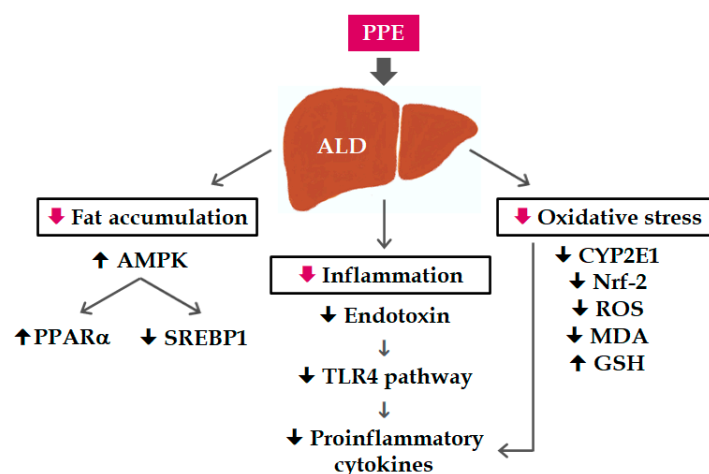 PPE
ALD
⬇ Fat accumulation
↑ AMPK
↑ PPARα ↓ SREBP1
⬇ Inflammation
↓ Endotoxin
↓ TLR4 pathway
↓ Proinflammatory
cytokines
⬇ Oxidative stress
↓ CYP2E1
↓ Nrf-2
↓ ROS
↓ MDA
↑ GSH